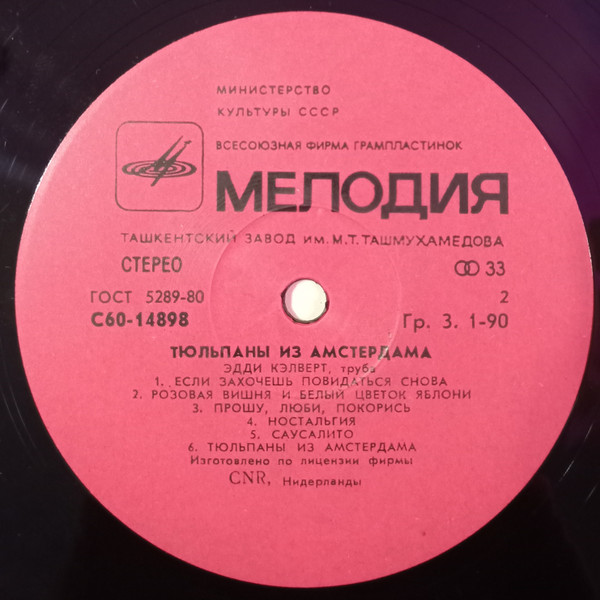 МИНИСТЕРСТВО
КУЛЬТУРЫ СССР
ВСЕСОЮЗНАЯ ФИРМА ГРАМПЛАСТИНОК
МЕЛОДИЯ
ТАШКЕНТСКИЙ ЗАВОД ИМ. М.Т. ТАШМУХАМЕДОВА
СТЕРЕО 33
ГОСТ 5289-80 2
С60-14898 Гр. 3. 1-90
ТЮЛЬПАНЫ ИЗ АМСТЕРДАМА
ЭДДИ КЭЛВЕРТ, труба
1. ЕСЛИ ЗАХОЧЕШЬ ПОВИДАТЬСЯ СНОВА
2. РОЗОВАЯ ВИШНЯ И БЕЛЫЙ ЦВЕТОК ЯБЛОНИ
3. ПРОШУ, ЛЮБИ, ПОКОРИСЬ
4. НОСТАЛЬГИЯ
5. САУСАЛИТО
6. ТЮЛЬПАНЫ ИЗ АМСТЕРДАМА
Изготовлено по лицензии фирмы
CNR, Нидерланды